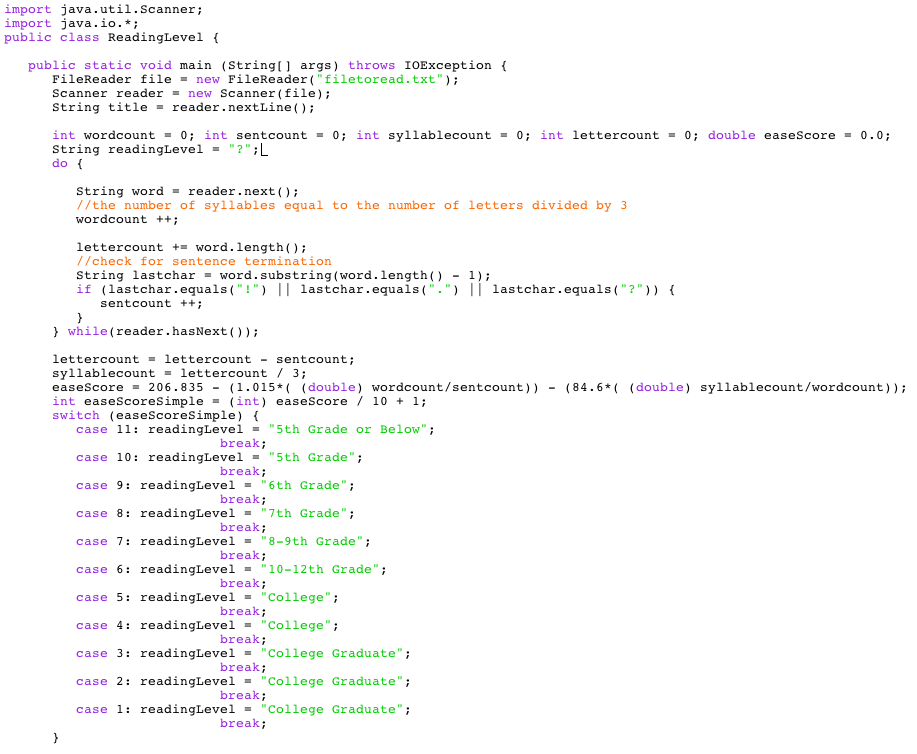 import java.util.Scanner;
import java.io.*;
public class ReadingLevel {
public static void main (String[] args) throws IOException {
FileReader file = new FileReader("filetoread.txt");
Scanner reader = new Scanner(file);
String title = reader.nextLine();
int wordcount = 0; int sentcount = 0; int syllablecount = 0; int lettercount = 0; double easeScore = 0.0;
String readingLevel = "?";
do {
String word = reader.next();
//the number of syllables equal to the number of letters divided by 3
wordcount ++;
lettercount += word.length();
//check for sentence termination
String lastchar = word.substring(word.length() - 1);
if (lastchar.equals("!") || lastchar.equals(".") || lastchar.equals("?")) {
sentcount ++;
}
} while(reader.hasNext());
lettercount = lettercount - sentcount;
syllablecount = lettercount / 3;
easeScore = 206.835 - (1.015*( (double) wordcount/sentcount)) - (84.6*( (double) syllablecount/wordcount));
int easeScoreSimple = (int) easeScore / 10 + 1;
switch (easeScoreSimple) {
case 11: readingLevel = "5th Grade or Below";
break;
case 10: readingLevel = "5th Grade";
break;
case 9: readingLevel = "6th Grade";
break;
case 8: readingLevel = "7th Grade";
break;
case 7: readingLevel = "8-9th Grade";
break;
case 6: readingLevel = "10-12th Grade";
break;
case 5: readingLevel = "College";
break;
case 4: readingLevel = "College";
break;
case 3: readingLevel = "College Graduate";
break;
case 2: readingLevel = "College Graduate";
break;
case 1: readingLevel = "College Graduate";
break;
}